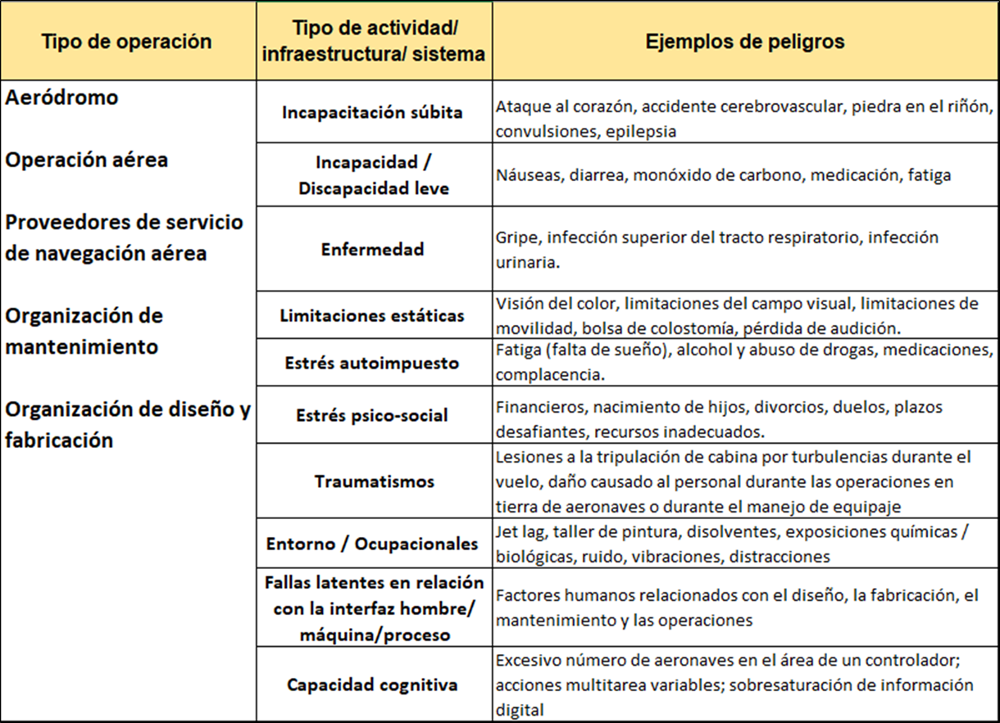 Tipo de operación
Tipo de actividad/
infraestructura/ sistema
Ejemplos de peligros
Aeródromo
Operación aérea
Proveedores de servicio
de navegación aérea
Organización de
mantenimiento
Organización de diseño y
fabricación
Incapacitación súbita
Ataque al corazón, accidente cerebrovascular, piedra en el riñón,
convulsiones, epilepsia
Incapacidad /
Discapacidad leve
Náuseas, diarrea, monóxido de carbono, medicación, fatiga
Enfermedad
Gripe, infección superior del tracto respiratorio, infección
urinaria.
Limitaciones estáticas
Visión del color, limitaciones del campo visual, limitaciones de
movilidad, bolsa de colostomía, pérdida de audición.
Estrés autoimpuesto
Fatiga (falta de sueño), alcohol y abuso de drogas, medicaciones,
complacencia.
Estrés psico-social
Financieros, nacimiento de hijos, divorcios, duelos, plazos
desafiantes, recursos inadecuados.
Traumatismos
Lesiones a la tripulación de cabina por turbulencias durante el
vuelo, daño causado al personal durante las operaciones en
tierra de aeronaves o durante el manejo de equipaje
Entorno / Ocupacionales
Jet lag, taller de pintura, disolventes, exposiciones químicas /
biológicas, ruido, vibraciones, distracciones
Fallas latentes en relación
con la interfaz hombre/
máquina/proceso
Factores humanos relacionados con el diseño, la fabricación, el
mantenimiento y las operaciones
Capacidad cognitiva
Excesivo número de aeronaves en el área de un controlador;
acciones multitarea variables; sobresaturación de información
digital